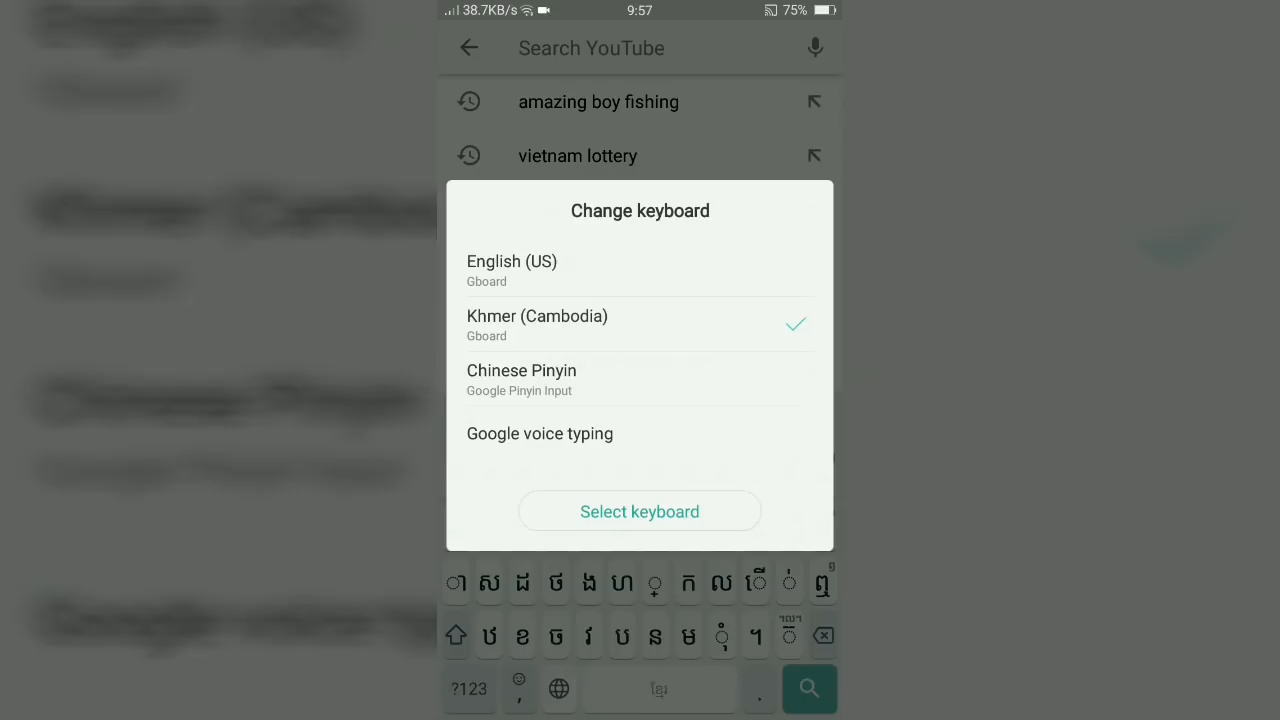 38.7KB/s 9:57 75%
Search YouTube
amazing boy fishing
vietnam lottery
Change keyboard
English (US)
Gboard
Khmer (Cambodia)
Gboard
Chinese Pinyin
Google Pinyin Input
Google voice typing
Select keyboard
ា ស ដ ថ ង ហ ្ ក ល ើ ់ ឮ
ឋ ខ ច វ ប ន ម ុំ ។ ៊
?123 , ខ្មែរ .